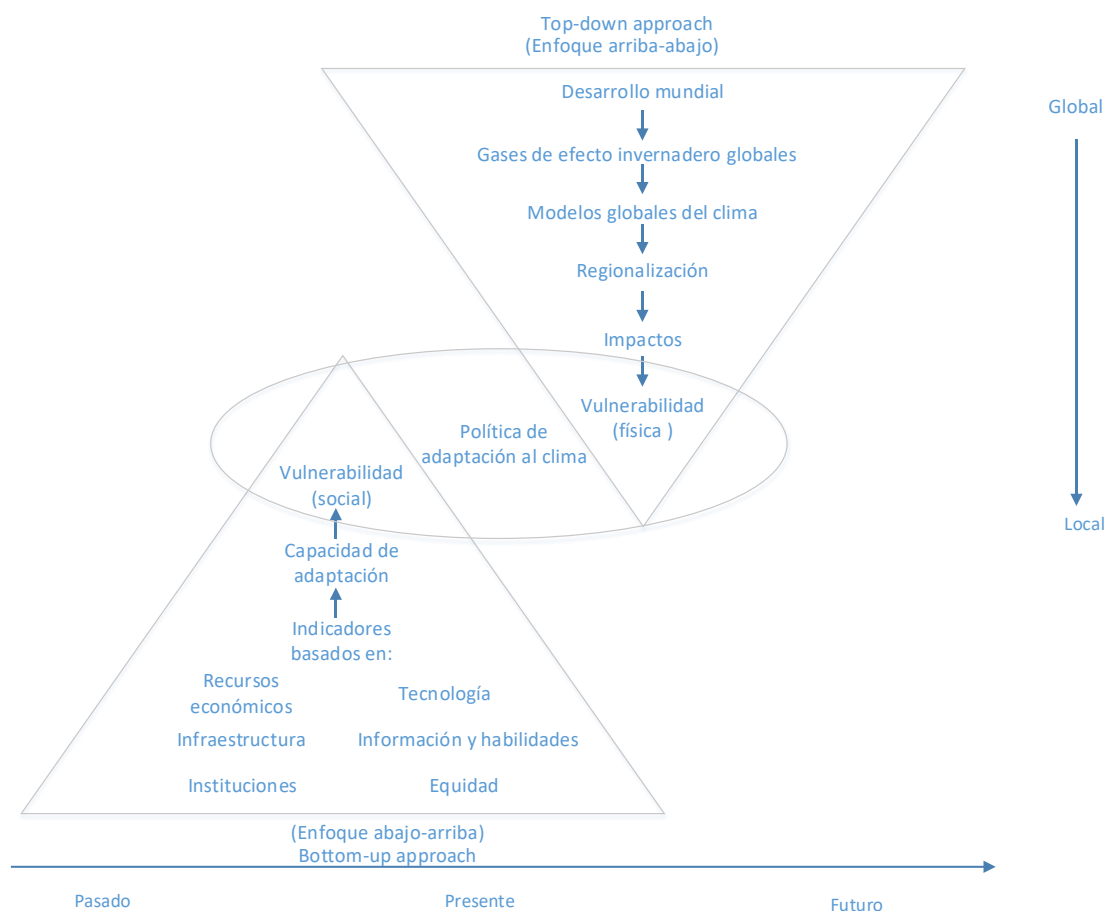 Top-down approach
(Enfoque arriba-abajo)
Desarrollo mundial
Global
Gases de efecto invernadero globales
Modelos globales del clima
Regionalización
Impactos
Vulnerabilidad
(física )
Política de
adaptación al clima
Vulnerabilidad
(social)
Local
Capacidad de
adaptación
Indicadores
basados en:
Recursos
económicos
Tecnología
Infraestructura
Información y habilidades
Instituciones
Equidad
(Enfoque abajo-arriba)
Bottom-up approach
Pasado
Presente
Futuro